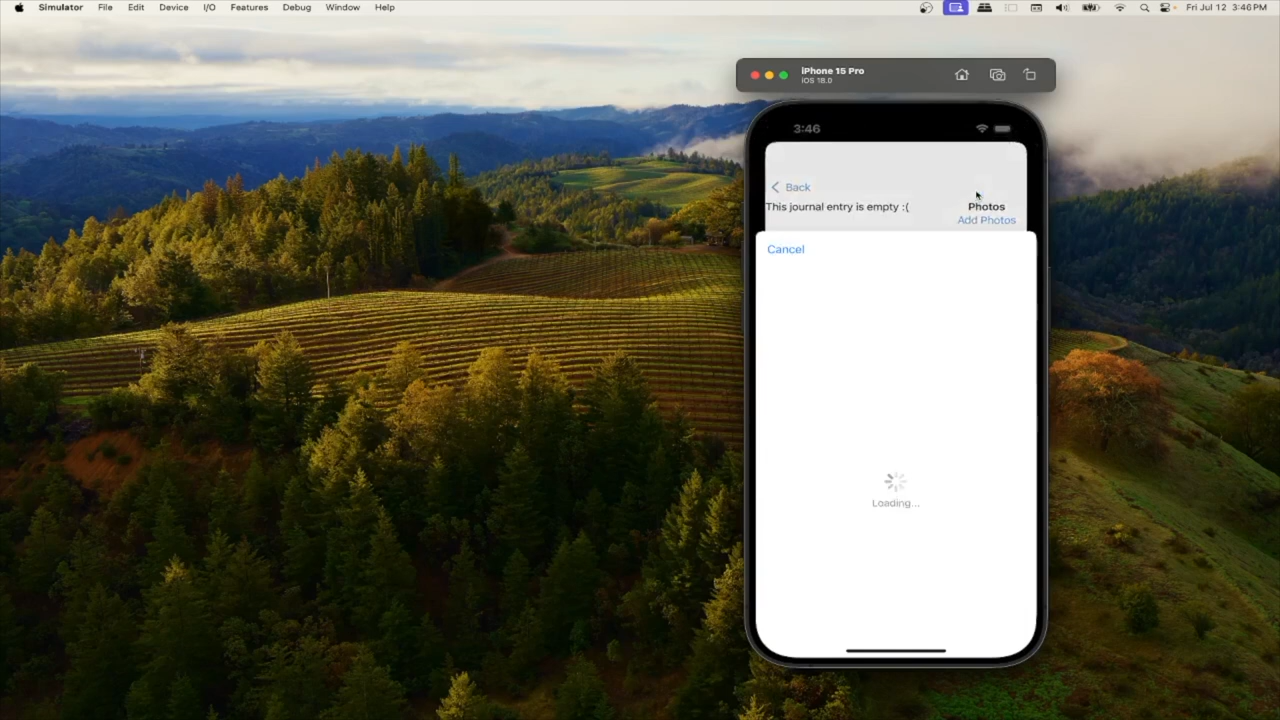 Simulator File Edit Device I/O Features Debug Window Help Fri Jul 12 3:46 PM
iPhone 15 Pro
iOS 18.0
3:46
Back
This journal entry is empty :(
Photos
Add Photos
Cancel
Loading...